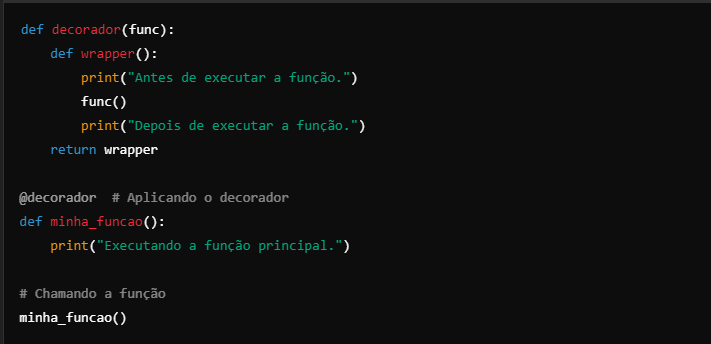 def decorador(func):
    def wrapper():
        print("Antes de executar a função.")
        func()
        print("Depois de executar a função.")
    return wrapper

@decorador  # Aplicando o decorador
def minha_funcao():
    print("Executando a função principal.")

# Chamando a função
minha_funcao()